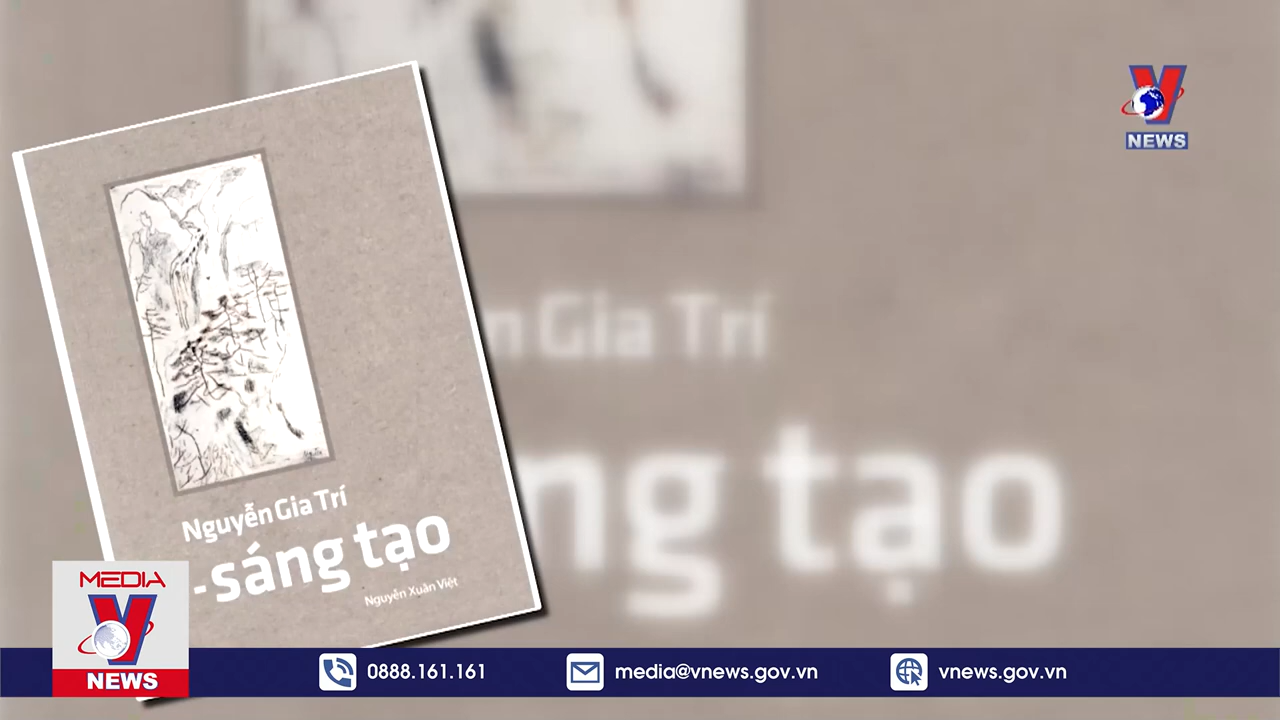 NEWS
Nguyễn Gia Trí
-sáng tạo
Nguyễn Xuân Việt
n Gia Trí
ng tạo
MEDIA
NEWS
0888.161.161
media@vnews.gov.vn
vnews.gov.vn